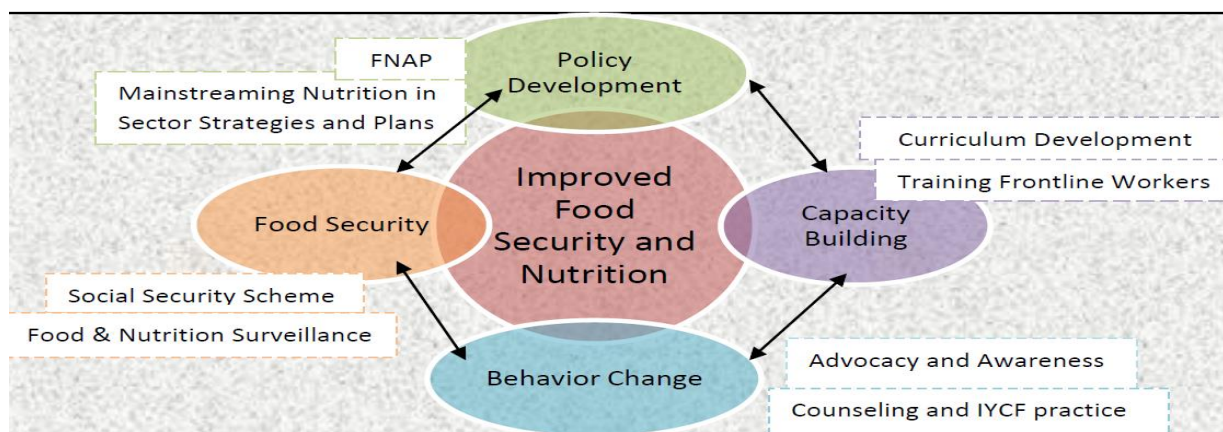 FNAP
Mainstreaming Nutrition in
Sector Strategies and Plans
Policy
Development
Curriculum Development
Training Frontline Workers
Food Security
Improved
Food
Security and
Nutrition
Capacity
Building
Social Security Scheme
Food & Nutrition Surveillance
Behavior Change
Advocacy and Awareness
Counseling and IYCF practice